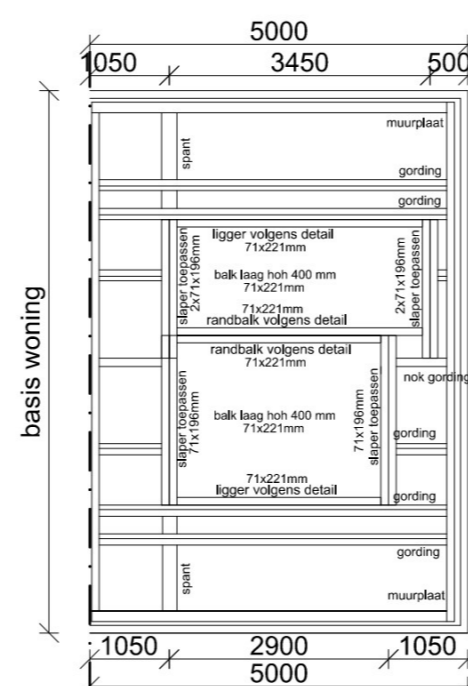 5000
1050 3450 500
muurplaat
spant
gording
gording
ligger volgens detail
71x221mm
slaper toepassen
2x71x196mm
balk laag hoh 400 mm
71x221mm
slaper toepassen
2x71x196mm
71x221mm
randbalk volgens detail
basis woning
randbalk volgens detail
71x221mm
nok gording
slaper toepassen
71x196mm
balk laag hoh 400 mm
71x221mm
71x196mm
slaper toepassen
gording
71x221mm
ligger volgens detail
gording
gording
spant
muurplaat
1050 2900 1050
5000